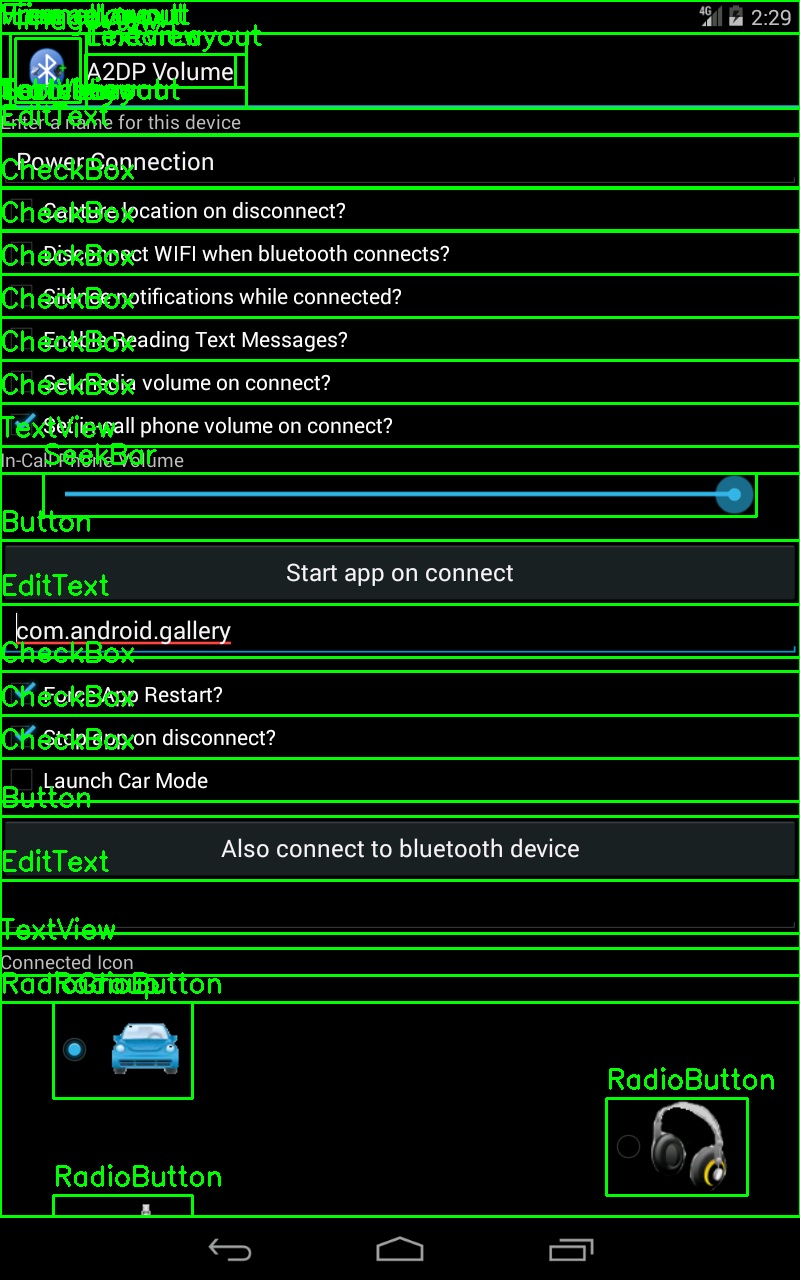 4G 2:29
TextView
A2DP Volume
EditText
Enter a name for this device
Power Connection
CheckBox
Capture location on disconnect?
CheckBox
Disconnect WIFI when bluetooth connects?
CheckBox
Silence notifications while connected?
CheckBox
Enable Reading Text Messages?
CheckBox
Set media volume on connect?
CheckBox
Set in-call phone volume on connect?
TextView
In-Call Phone Volume
SeekBar
Button
Start app on connect
EditText
com.android.gallery
CheckBox
Force App Restart?
CheckBox
Stop app on disconnect?
CheckBox
Launch Car Mode
Button
Also connect to bluetooth device
EditText
TextView
Connected Icon
RadioGroup RadioButton
RadioButton
RadioButton